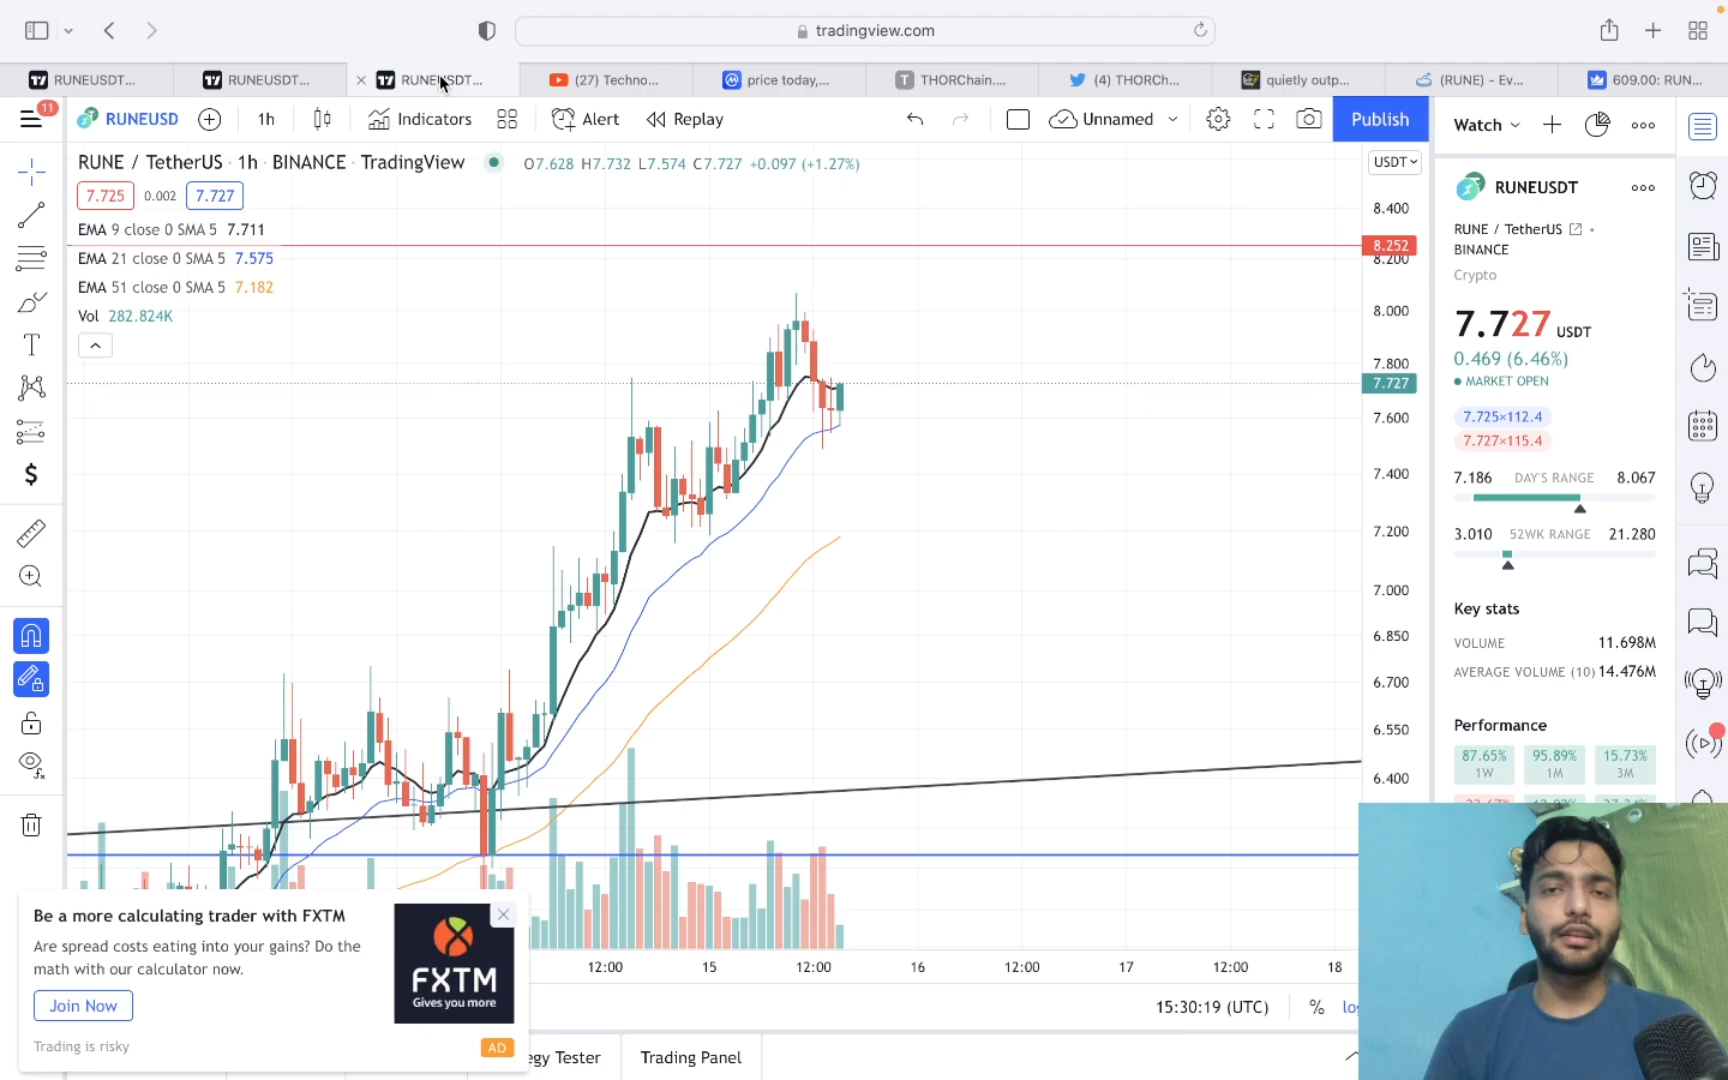 tradingview.com
RUNEUSDT...
RUNEUSDT...
RUNEUSDT...
(27) Techno...
price today,...
THORChain....
(4) THORCh...
quietly outp...
(RUNE) - Ev...
609.00: RUN...
11
RUNEUSD
1h
Indicators
Alert
Replay
Unnamed
Publish
RUNE / TetherUS · 1h · BINANCE · TradingView
O7.628 H7.732 L7.574 C7.727 +0.097 (+1.27%)
7.725
0.002
7.727
EMA 9 close 0 SMA 5 7.711
EMA 21 close 0 SMA 5 7.575
EMA 51 close 0 SMA 5 7.182
Vol 282.824K
USDT
8.400
8.252
8.200
8.000
7.800
7.727
7.600
7.400
7.200
7.000
6.850
6.700
6.550
6.400
12:00
15
12:00
16
12:00
17
12:00
18
15:30:19 (UTC)
%
Trading Panel
Be a more calculating trader with FXTM
Are spread costs eating into your gains? Do the
math with our calculator now.
Join Now
Trading is risky
AD
FXTM
Gives you more
Watch
RUNEUSDT
RUNE / TetherUS
BINANCE
Crypto
7.727 USDT
0.469 (6.46%)
MARKET OPEN
7.725×112.4
7.727×115.4
7.186 DAY'S RANGE 8.067
3.010 52WK RANGE 21.280
Key stats
VOLUME 11.698M
AVERAGE VOLUME (10) 14.476M
Performance
87.65%
1W
95.89%
1M
15.73%
3M